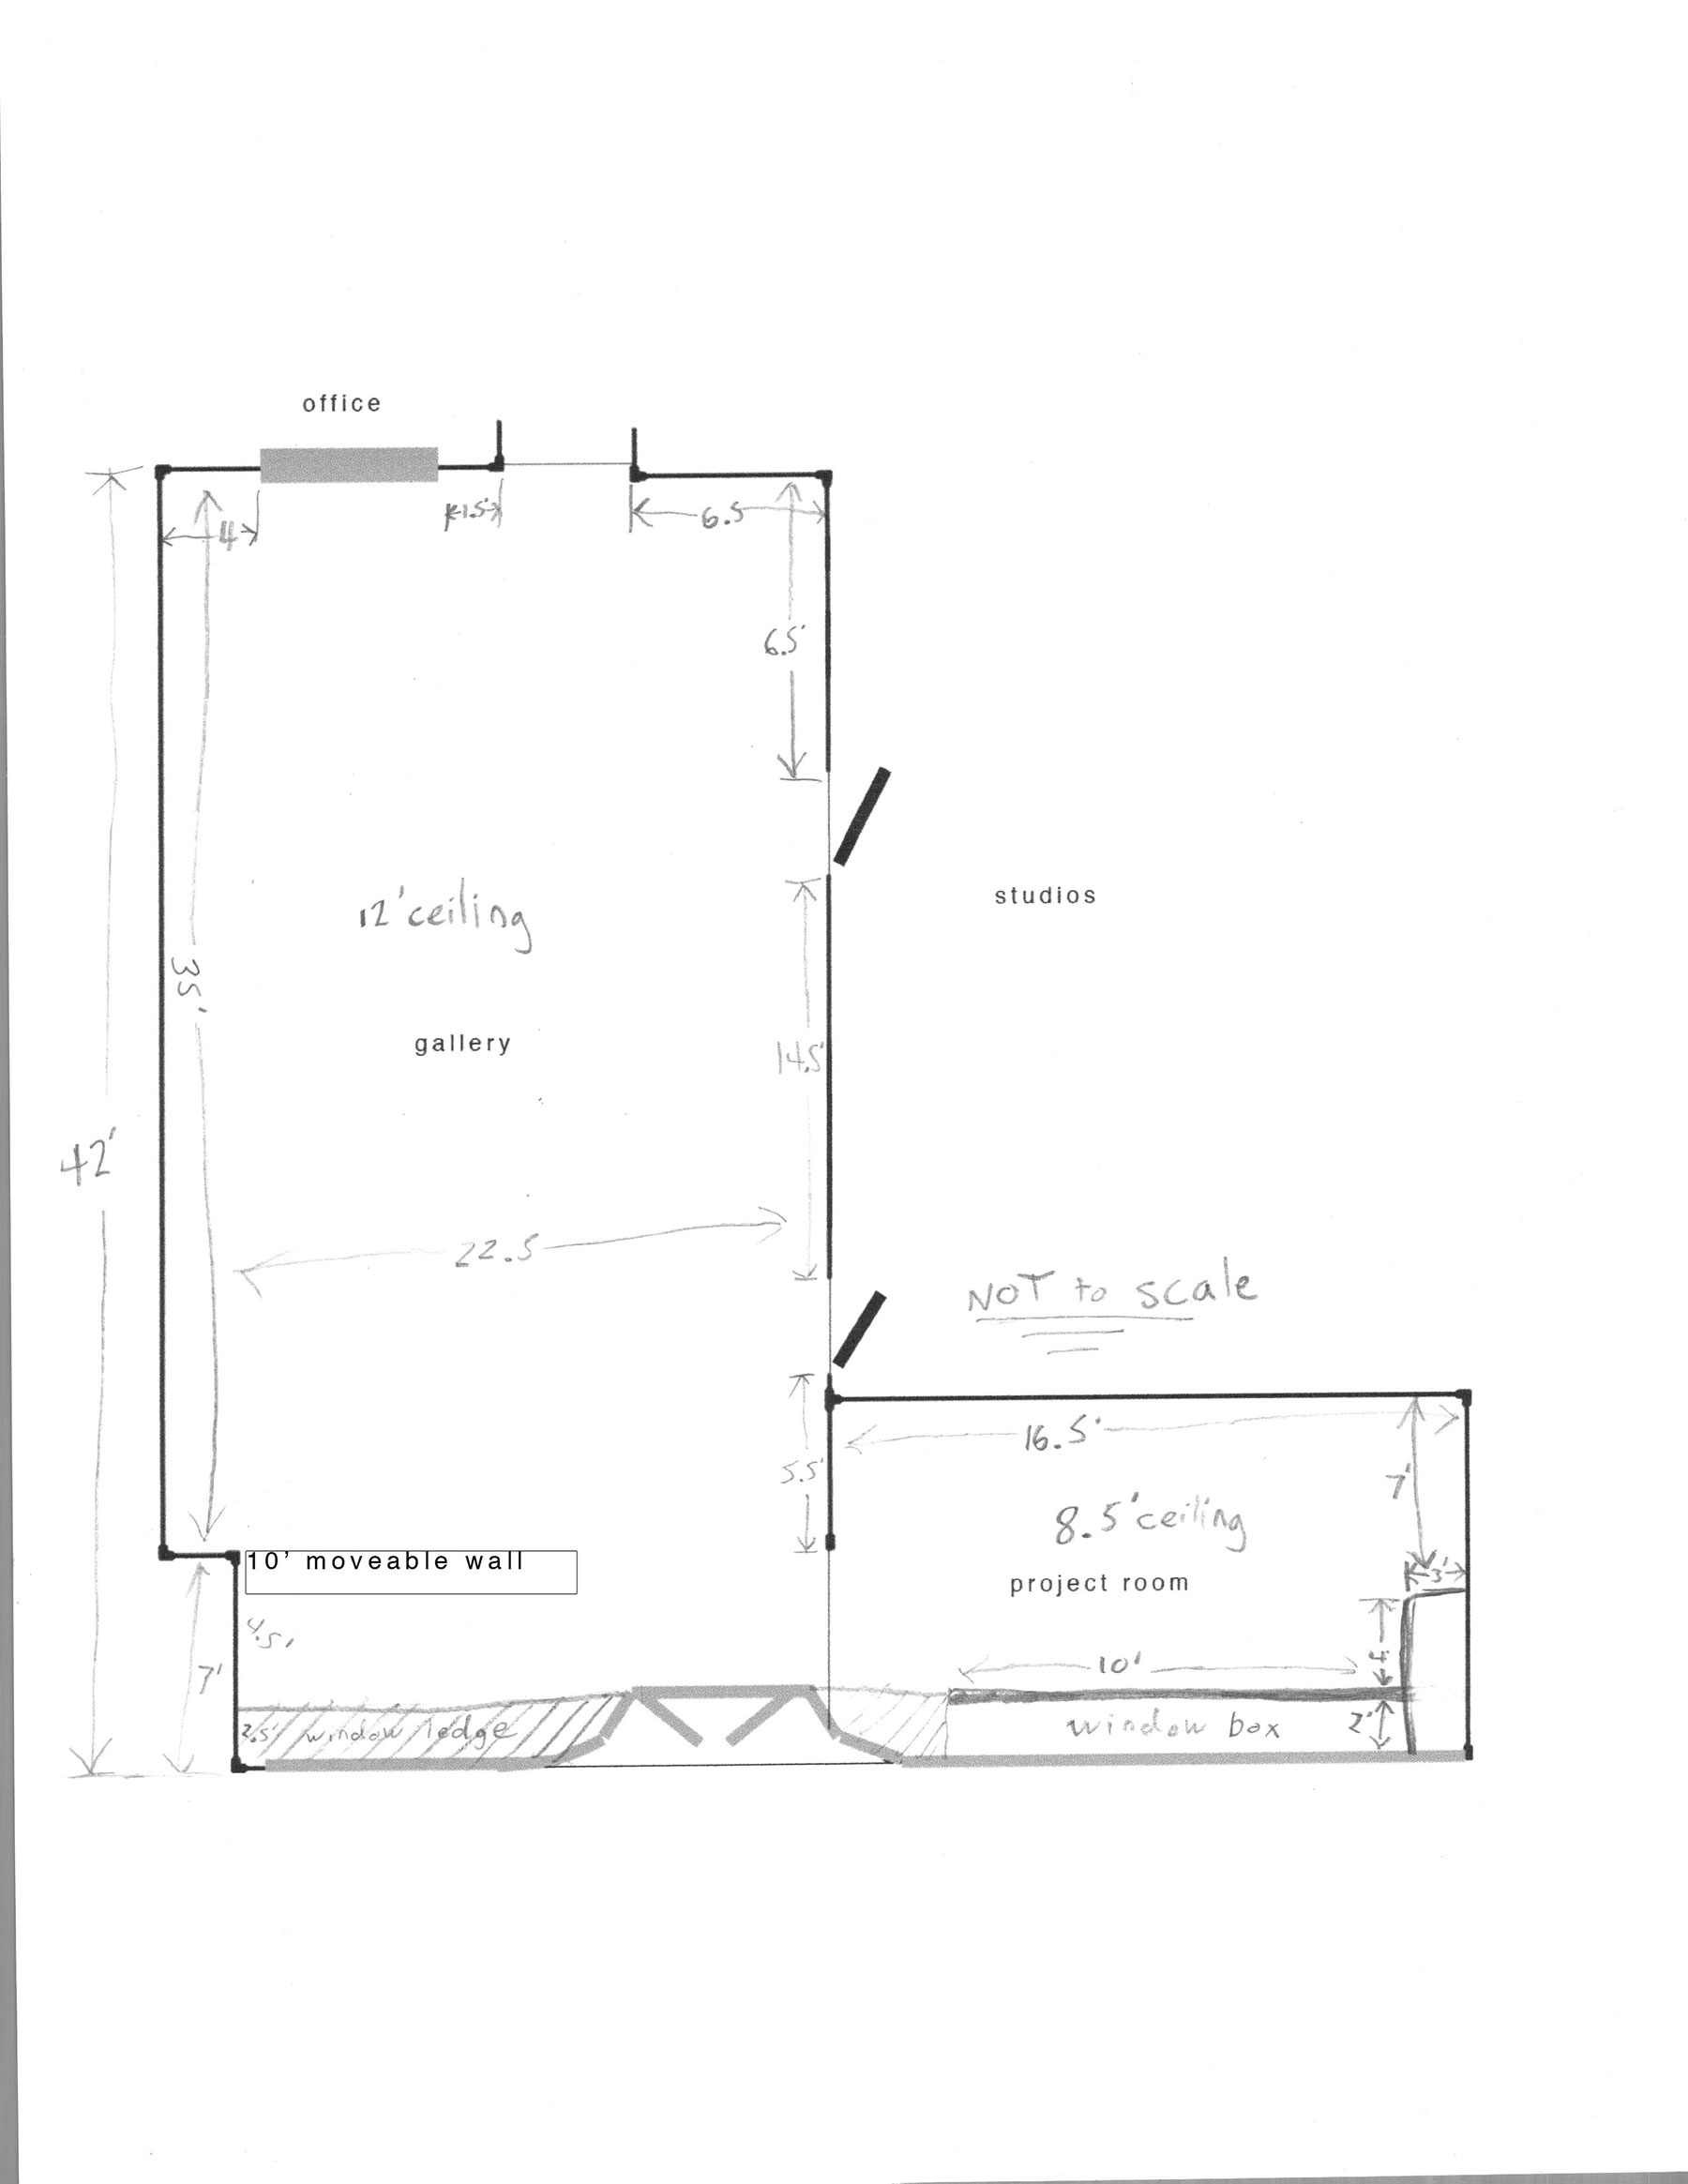 office
4
1.5'
6.5
6.5'
12' ceiling
studios
35'
gallery
14.5'
42'
22.5
NOT to scale
16.5'
5.5'
7'
8.5' ceiling
10' moveable wall
project room
3'
4.5'
4'
10'
7'
2.5' window ledge
window box
2'